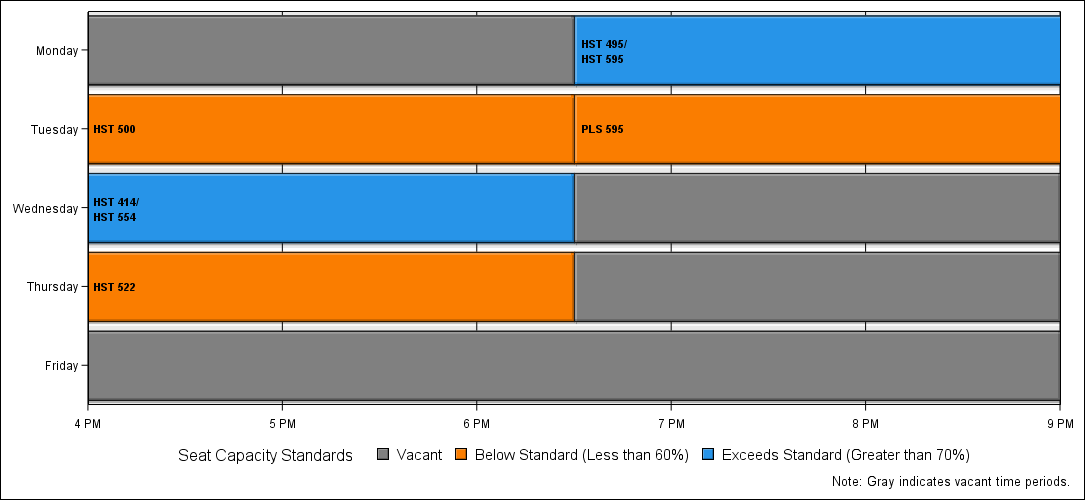 Monday
HST 495/
HST 595
Tuesday
HST 500
PLS 595
Wednesday
HST 414/
HST 554
Thursday
HST 522
Friday
4 PM
5 PM
6 PM
7 PM
8 PM
9 PM
Seat Capacity Standards
Vacant
Below Standard (Less than 60%)
Exceeds Standard (Greater than 70%)
Note: Gray indicates vacant time periods.